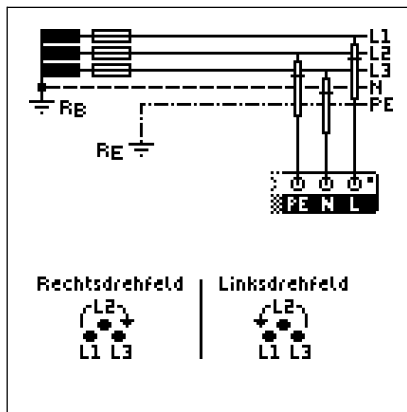 L1
L2
L3
N
PE
RB
RE
PE N L
Rechtsdrehfeld Linksdrehfeld
L2 L2
L1 L3 L1 L3